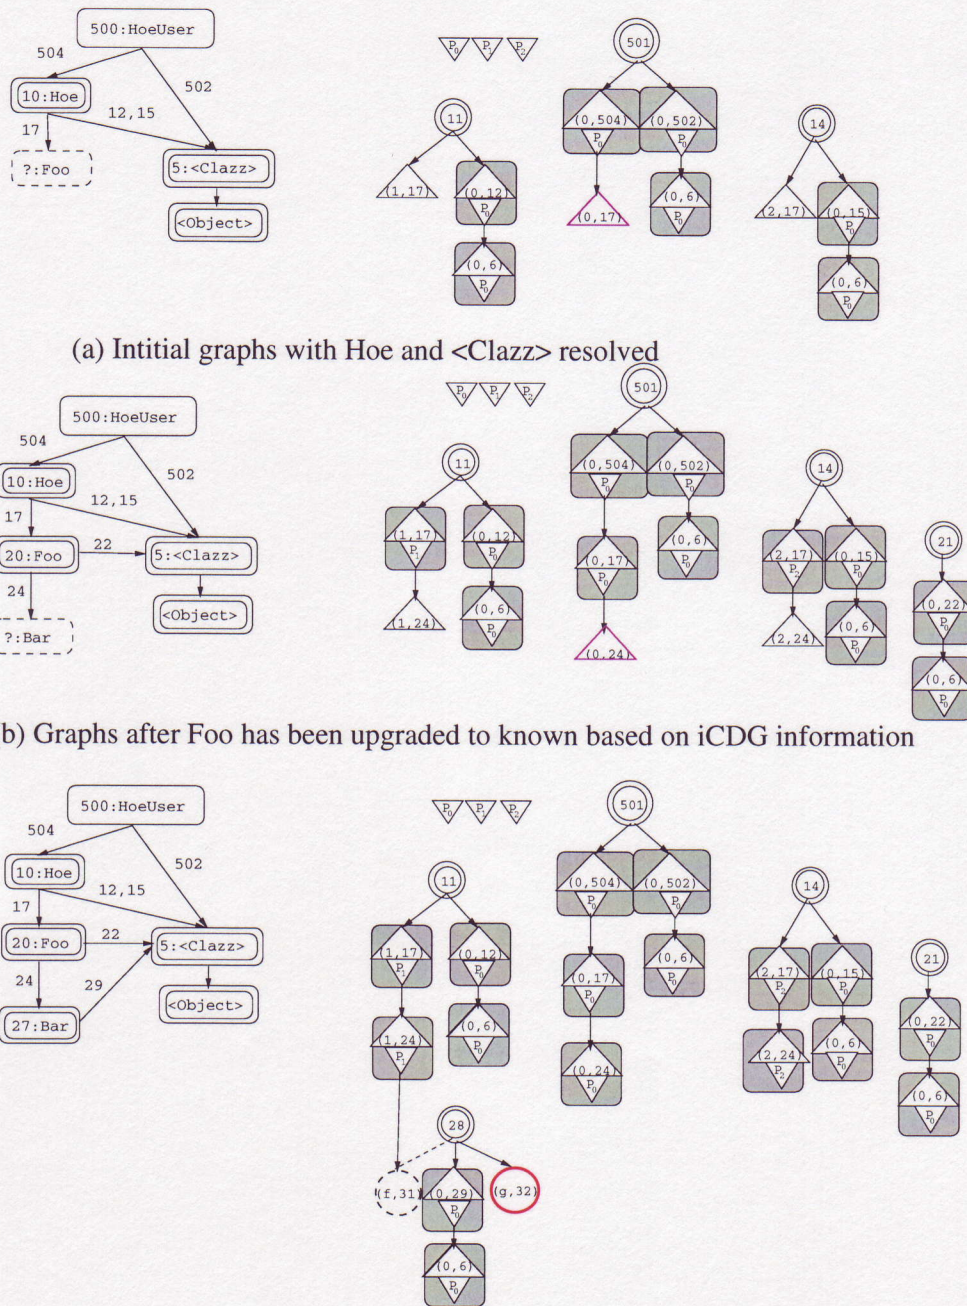 500:HoeUser
504
502
10:Hoe
12,15
17
?:Foo
5:<Clazz>
<Object>
P0 P1 P2
501
(0,504) (0,502)
P0 P0
(0,17) (0,6)
P0
11
(1,17) (0,12)
P0
(0,6)
P0
14
(2,17) (0,15)
P0
(0,6)
P0
(a) Intitial graphs with Hoe and <Clazz> resolved
500:HoeUser
504
502
10:Hoe
12,15
17
20:Foo
22
5:<Clazz>
24
<Object>
?:Bar
P0 P1 P2
501
(0,504) (0,502)
P0 P0
(0,17) (0,6)
P0 P0
(0,24)
11
(1,17) (0,12)
P1 P0
(1,24) (0,6)
P0
14
(2,17) (0,15)
P2 P0
(2,24) (0,6)
P0
21
(0,22)
P0
(0,6)
P0
b) Graphs after Foo has been upgraded to known based on iCDG information
500:HoeUser
504
502
10:Hoe
12,15
17
20:Foo
22
5:<Clazz>
24
29
<Object>
27:Bar
P0 P1 P2
501
(0,504) (0,502)
P0 P0
(0,17) (0,6)
P0 P0
(0,24)
P0
11
(1,17) (0,12)
P1 P0
(1,24) (0,6)
P1 P0
14
(2,17) (0,15)
P2 P0
(2,24) (0,6)
P2 P0
21
(0,22)
P0
(0,6)
P0
28
(f,31) (0,29) (g,32)
P0
(0,6)
P0